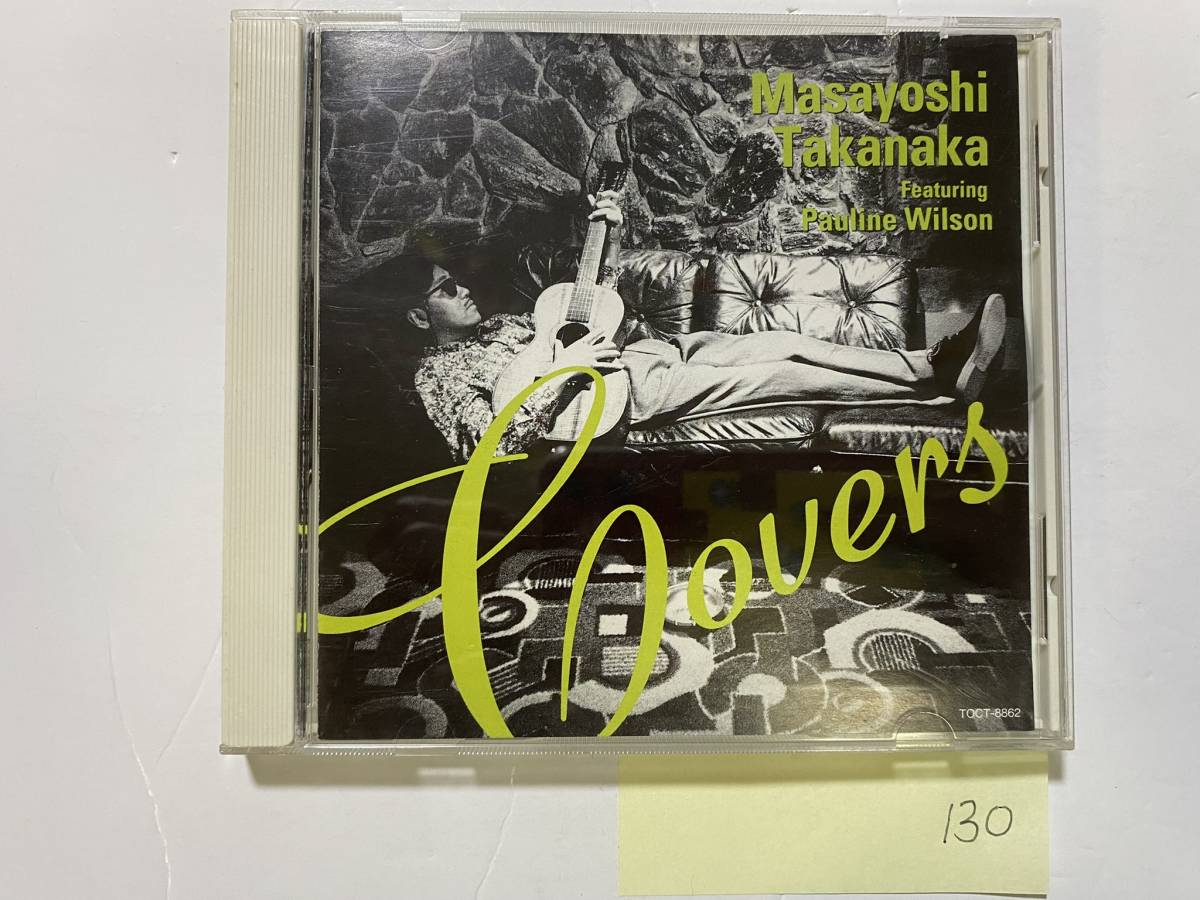 Masayoshi
Takanaka
Featuring
Pauline Wilson
Covers
TOCT-8862
130